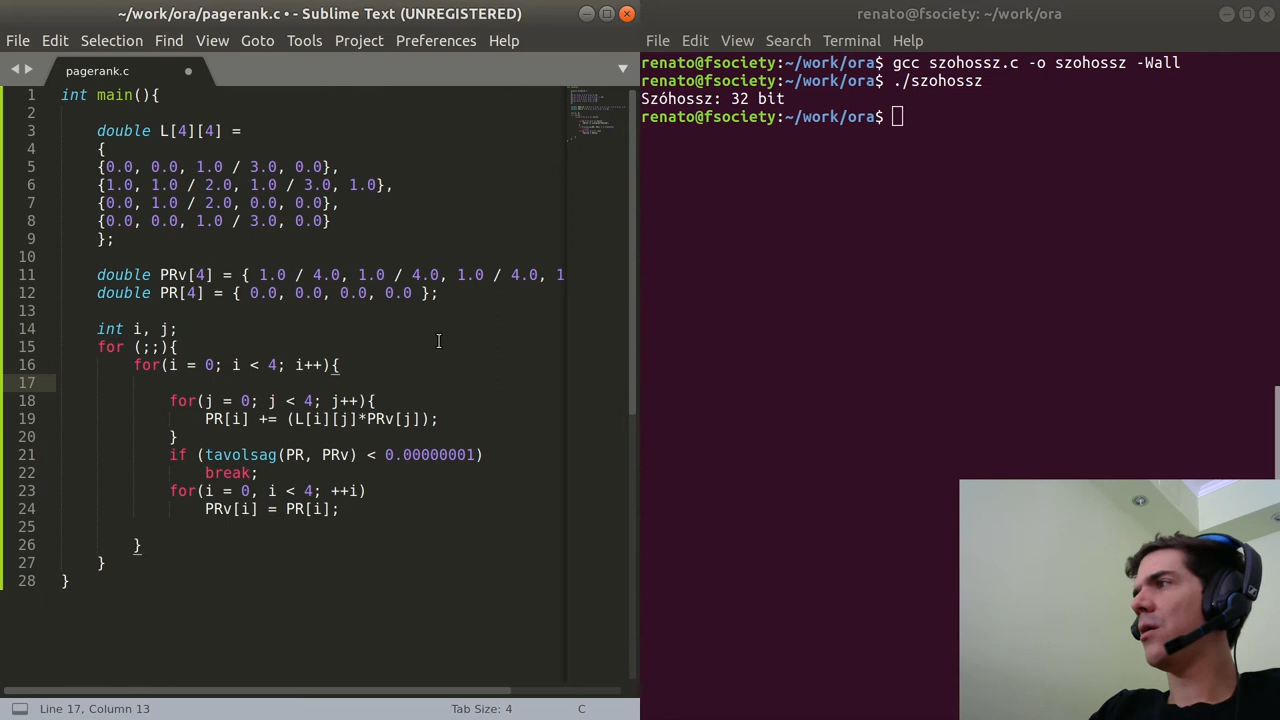 ~/work/ora/pagerank.c • - Sublime Text (UNREGISTERED)
File Edit Selection Find View Goto Tools Project Preferences Help
pagerank.c
1 int main(){
2
3 double L[4][4] =
4 {
5 {0.0, 0.0, 1.0 / 3.0, 0.0},
6 {1.0, 1.0 / 2.0, 1.0 / 3.0, 1.0},
7 {0.0, 1.0 / 2.0, 0.0, 0.0},
8 {0.0, 0.0, 1.0 / 3.0, 0.0}
9 };
10
11 double PRv[4] = { 1.0 / 4.0, 1.0 / 4.0, 1.0 / 4.0, 1
12 double PR[4] = { 0.0, 0.0, 0.0, 0.0 };
13
14 int i, j;
15 for (;;){
16 for(i = 0; i < 4; i++){
17
18 for(j = 0; j < 4; j++){
19 PR[i] += (L[i][j]*PRv[j]);
20 }
21 if (tavolsag(PR, PRv) < 0.00000001)
22 break;
23 for(i = 0, i < 4; ++i)
24 PRv[i] = PR[i];
25
26 }
27 }
28 }
Line 17, Column 13 Tab Size: 4 C
renato@fsociety: ~/work/ora
File Edit View Search Terminal Help
renato@fsociety:~/work/ora$ gcc szohossz.c -o szohossz -Wall
renato@fsociety:~/work/ora$ ./szohossz
Szóhossz: 32 bit
renato@fsociety:~/work/ora$